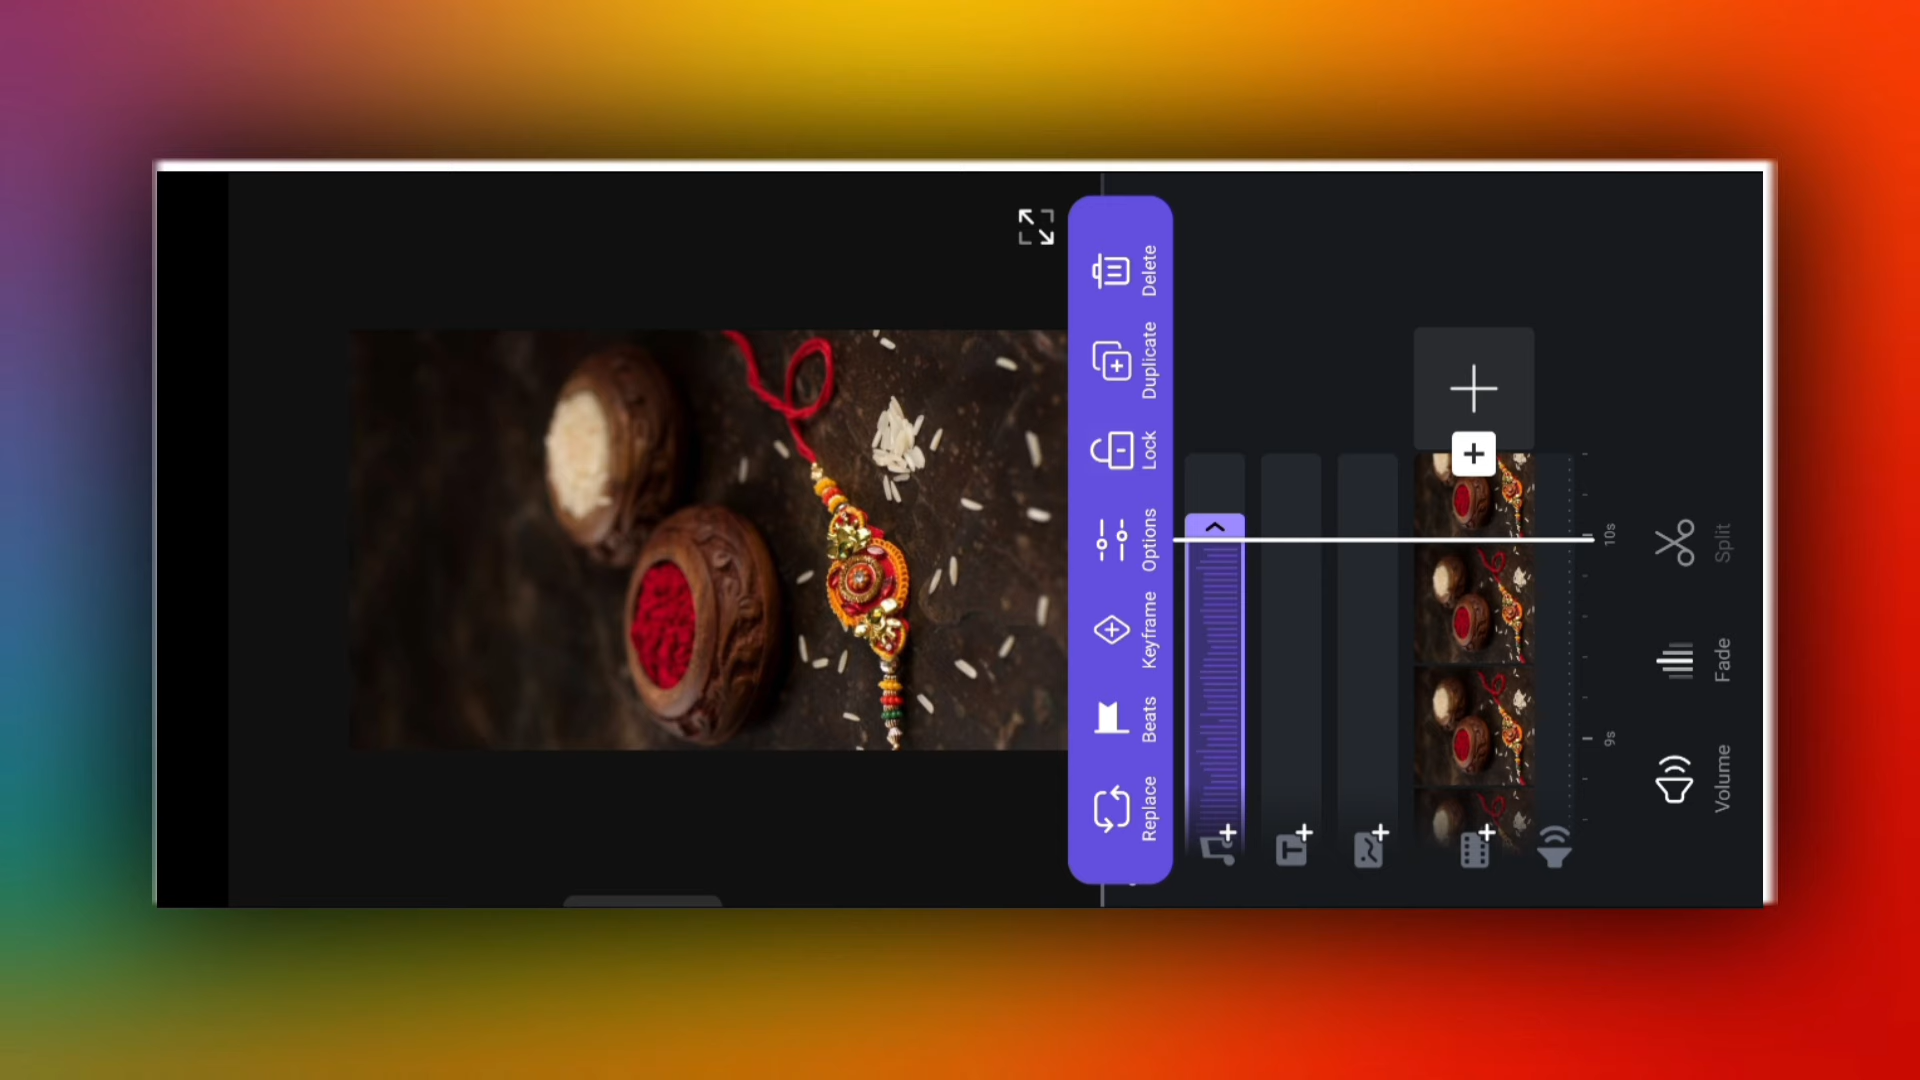 Replace
Beats
Keyframe
Options
Lock
Duplicate
Delete
9s
10s
Volume
Fade
Split